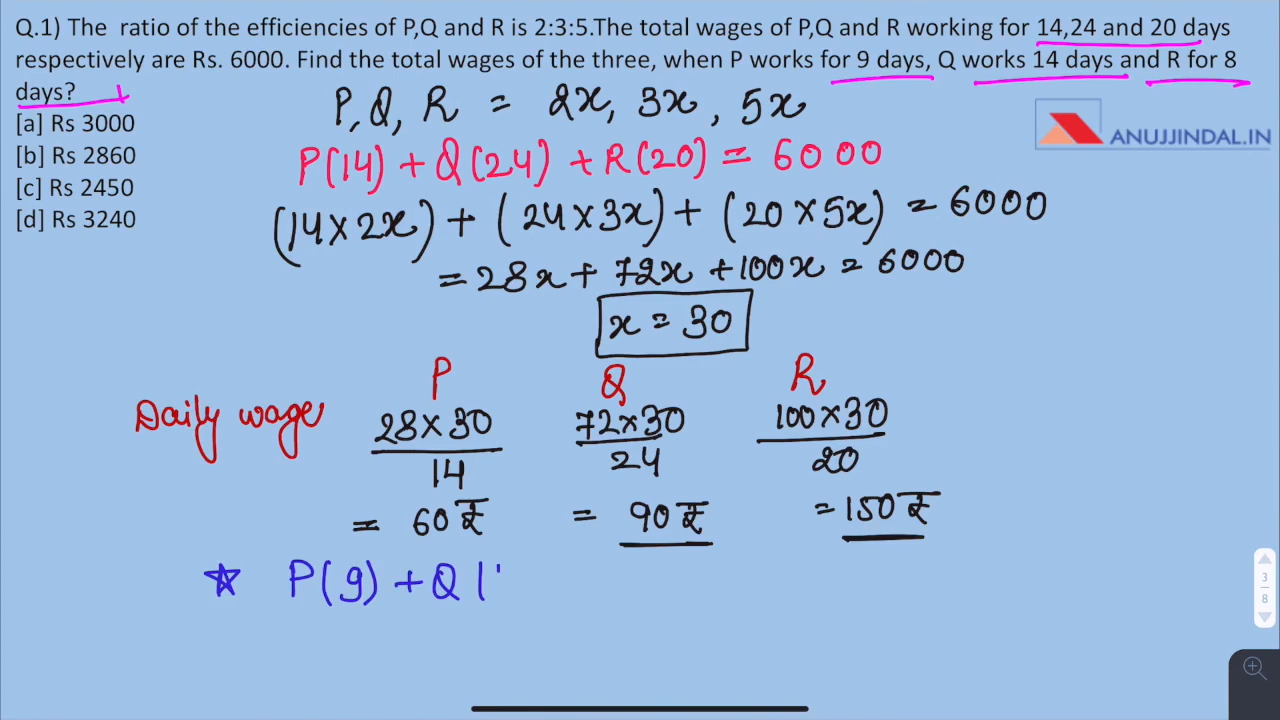 Q.1) The ratio of the efficiencies of P,Q and R is 2:3:5.The total wages of P,Q and R working for 14,24 and 20 days
respectively are Rs. 6000. Find the total wages of the three, when P works for 9 days, Q works 14 days and R for 8
days?
[a] Rs 3000
[b] Rs 2860
[c] Rs 2450
[d] Rs 3240
ANUJJINDAL.IN
P, Q, R = 2x, 3x, 5x
P(14) + Q(24) + R(20) = 6000
(14×2x) + (24×3x) + (20×5x) = 6000
= 28x + 72x + 100x = 6000
x = 30
P Q R
Daily wage 28×30/14 72×30/24 100×30/20
= 60₹ = 90₹ = 150₹
☆ P(9) + Q(
3
8